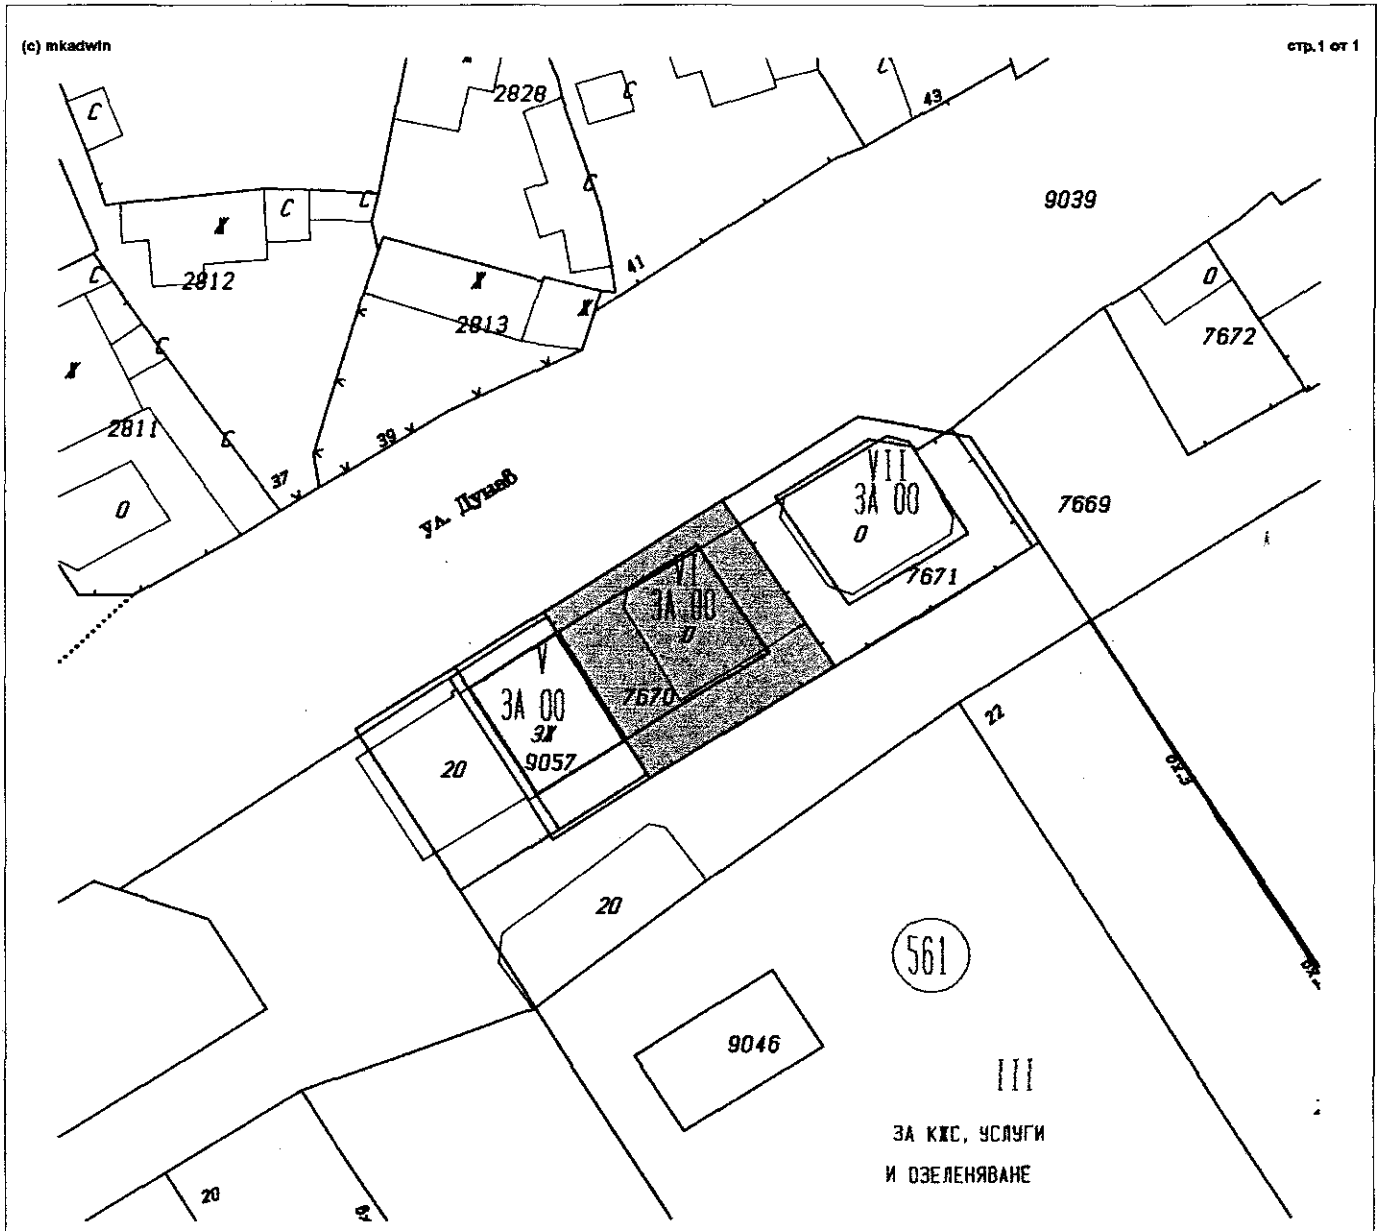 (c) mkadwin
стр.1 от 1
С
2828
С
43
Ж
С
С
С
9039
2812
С
41
Ж
Ж
О
2813
7672
С
Ж
2811
С
39
37
О
ул. Дунав
VII
ЗА ОО
О
7669
7671
VI
ЗА ОО
О
7670
V
ЗА ОО
ЗЖ
9057
20
22
вх.Б
20
561
9046
III
ЗА КЖС, УСЛУГИ
И ОЗЕЛЕНЯВАНЕ
20